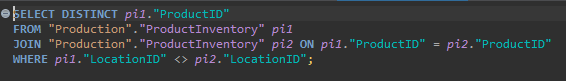 SELECT DISTINCT pi1."ProductID"
FROM "Production"."ProductInventory" pi1
JOIN "Production"."ProductInventory" pi2 ON pi1."ProductID" = pi2."ProductID"
WHERE pi1."LocationID" <> pi2."LocationID";